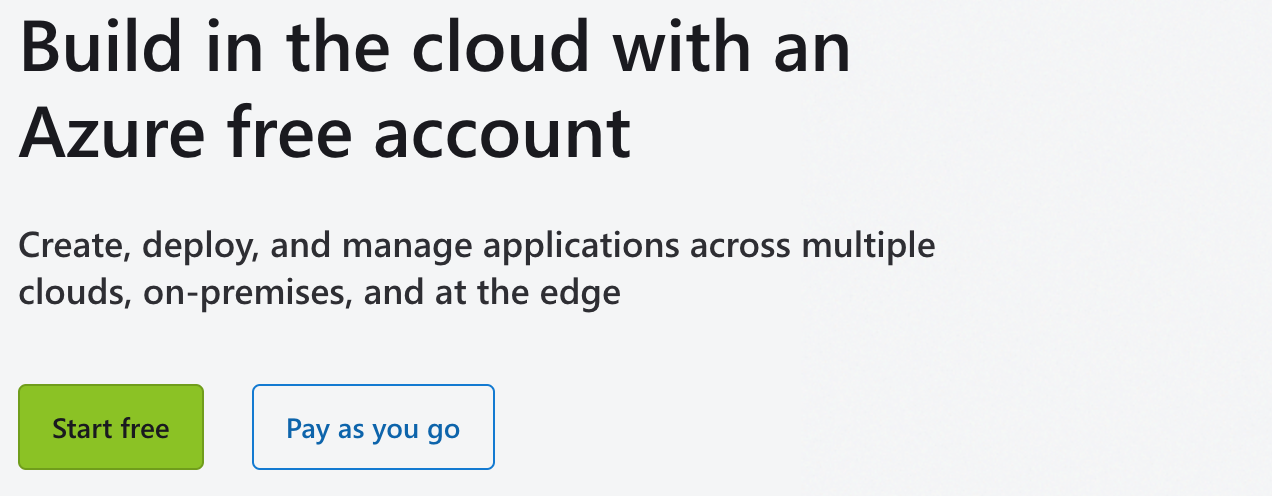 Build in the cloud with an
Azure free account
Create, deploy, and manage applications across multiple
clouds, on-premises, and at the edge
Start free
Pay as you go